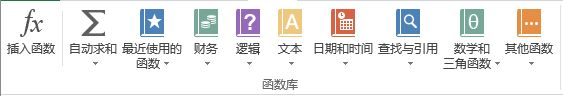 fx
Σ
?
A
θ
插入函数
自动求和
最近使用的
函数
财务
逻辑
文本
日期和时间
查找与引用
数学和
三角函数
其他函数
函数库